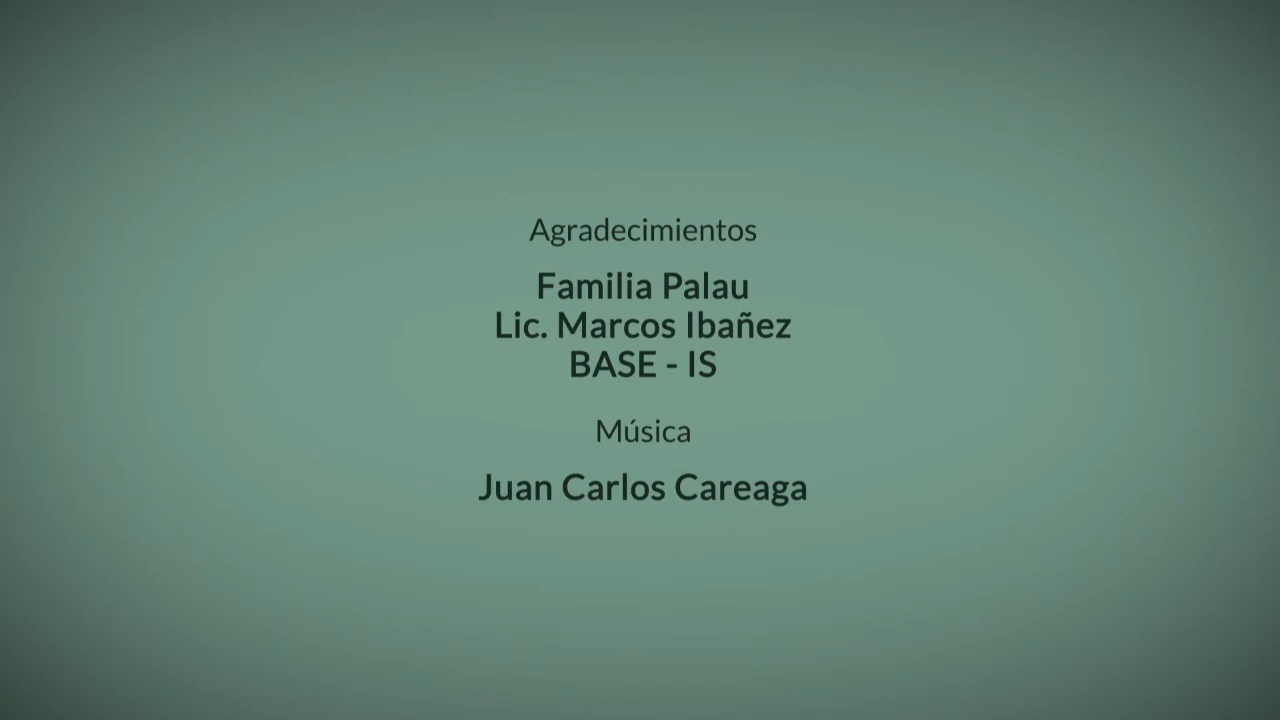 Agradecimientos
Familia Palau
Lic. Marcos Ibañez
BASE - IS
Música
Juan Carlos Careaga